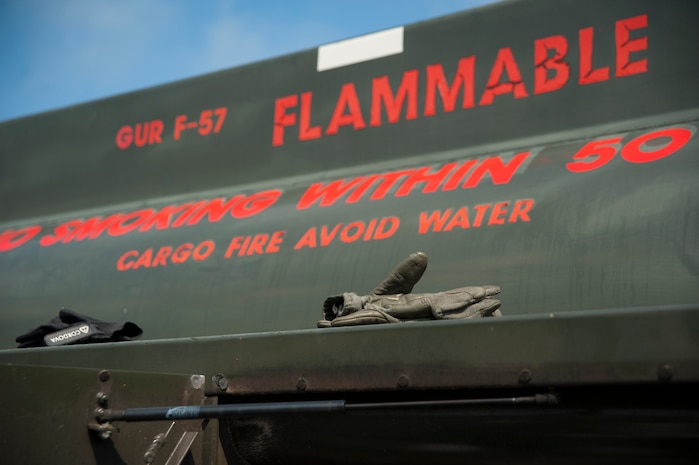 GUR F-57
FLAMMABLE
O SMOKING WITHIN 50
CARGO FIRE AVOID WATER
CORDOVA